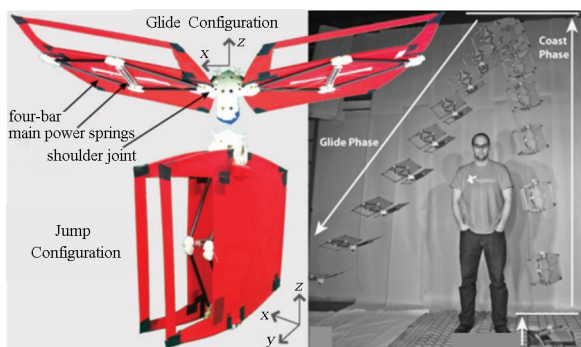 Glide Configuration
z
x
four-bar
main power springs
shoulder joint
Jump
Configuration
z
x
y
Coast
Phase
Glide Phase